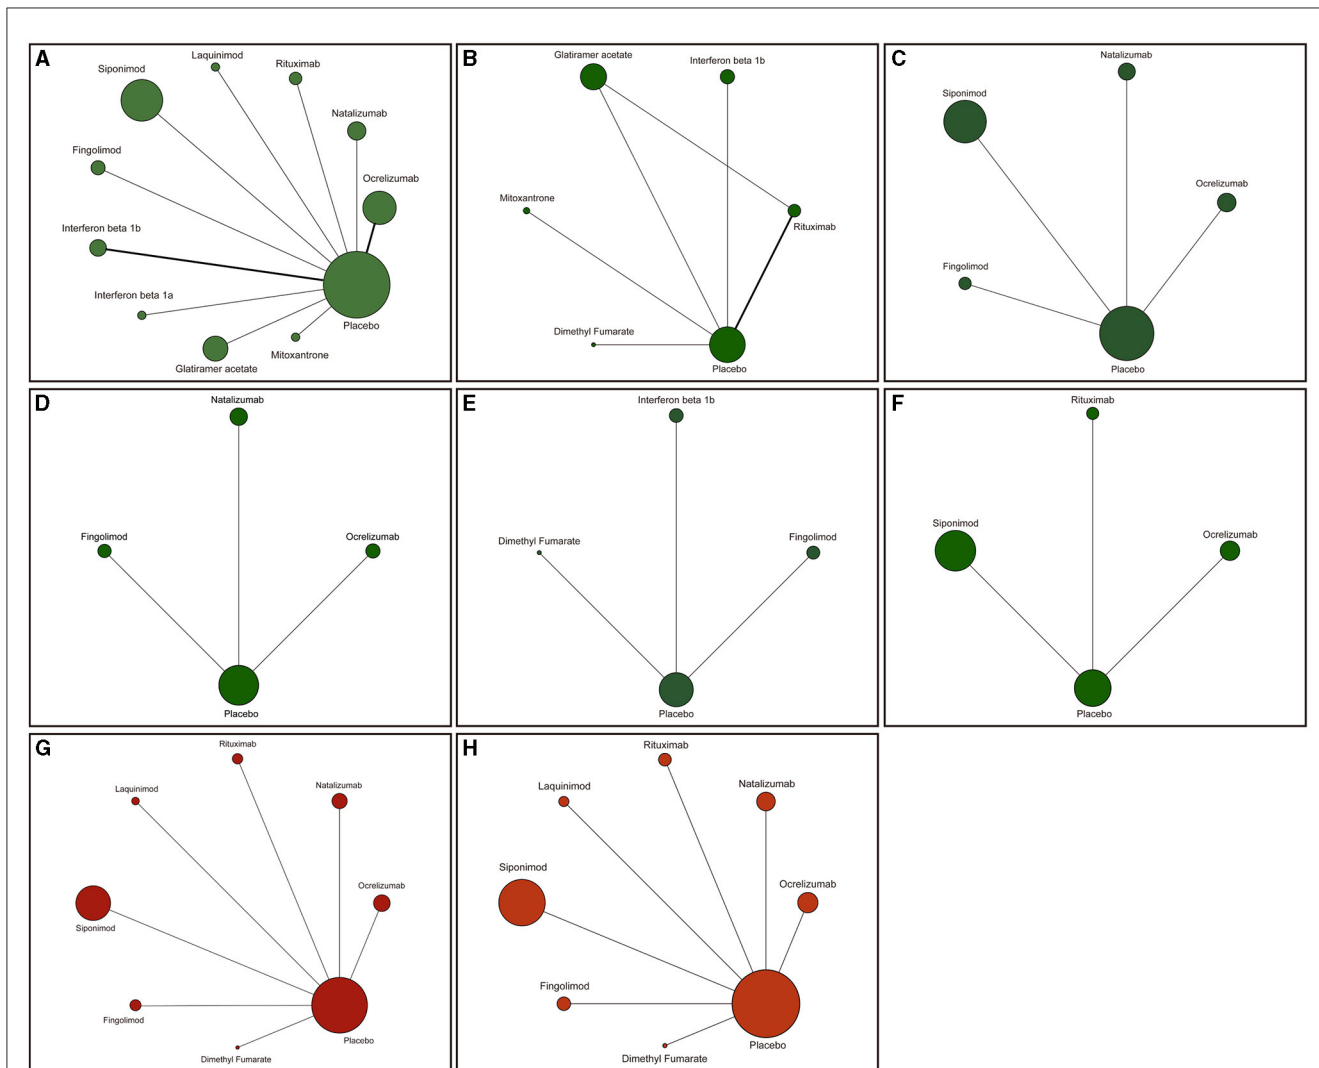 A
Laquinimod
Rituximab
Siponimod
Natalizumab
Fingolimod
Ocrelizumab
Interferon beta 1b
Interferon beta 1a
Placebo
Mitoxantrone
Glatiramer acetate
B
Glatiramer acetate
Interferon beta 1b
Mitoxantrone
Rituximab
Dimethyl Fumarate
Placebo
C
Natalizumab
Siponimod
Ocrelizumab
Fingolimod
Placebo
D
Natalizumab
Fingolimod
Ocrelizumab
Placebo
E
Interferon beta 1b
Dimethyl Fumarate
Fingolimod
Placebo
F
Rituximab
Siponimod
Ocrelizumab
Placebo
G
Rituximab
Laquinimod
Natalizumab
Ocrelizumab
Siponimod
Fingolimod
Placebo
Dimethyl Fumarate
H
Rituximab
Laquinimod
Natalizumab
Siponimod
Ocrelizumab
Fingolimod
Placebo
Dimethyl Fumarate